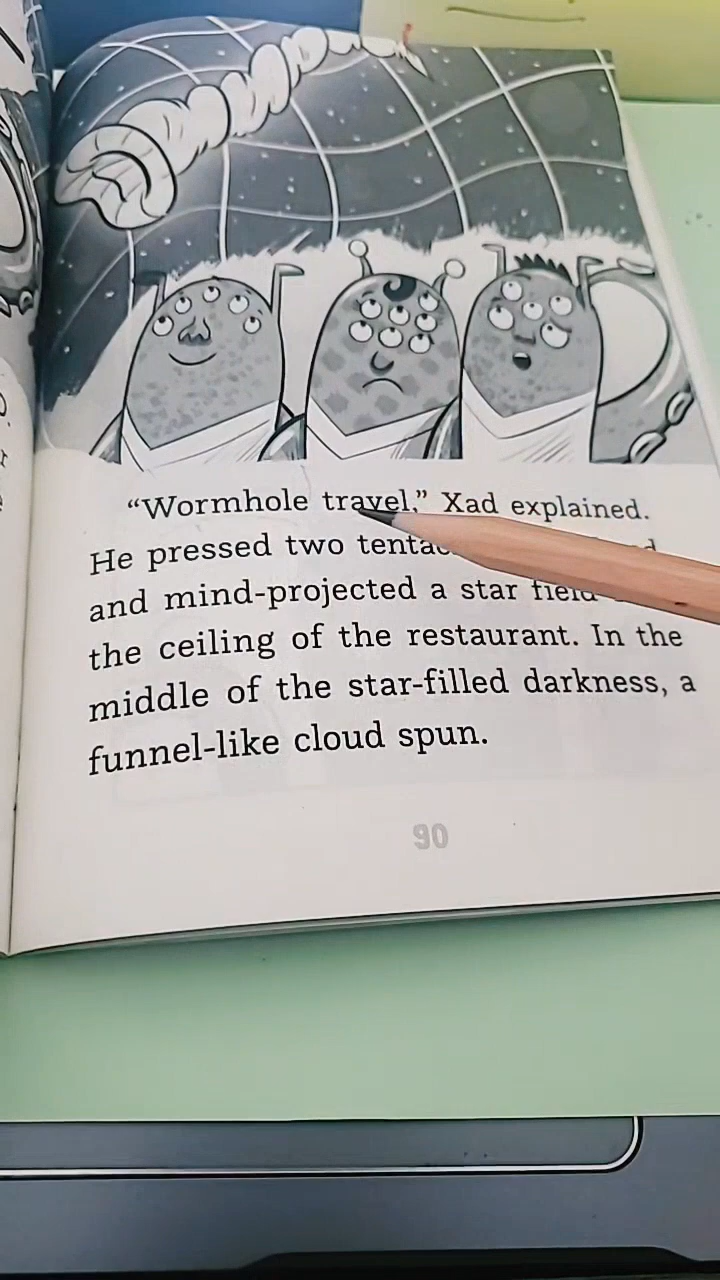 “Wormhole travel,” Xad explained.
He pressed two
and mind-projected a star field
the ceiling of the restaurant. In the
middle of the star-filled darkness, a
funnel-like cloud spun.
90